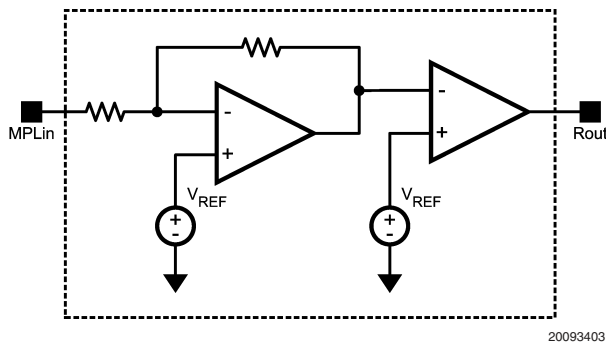 MPLin
-
+
V
REF
+
-
-
+
V
REF
+
-
Rout
20093403